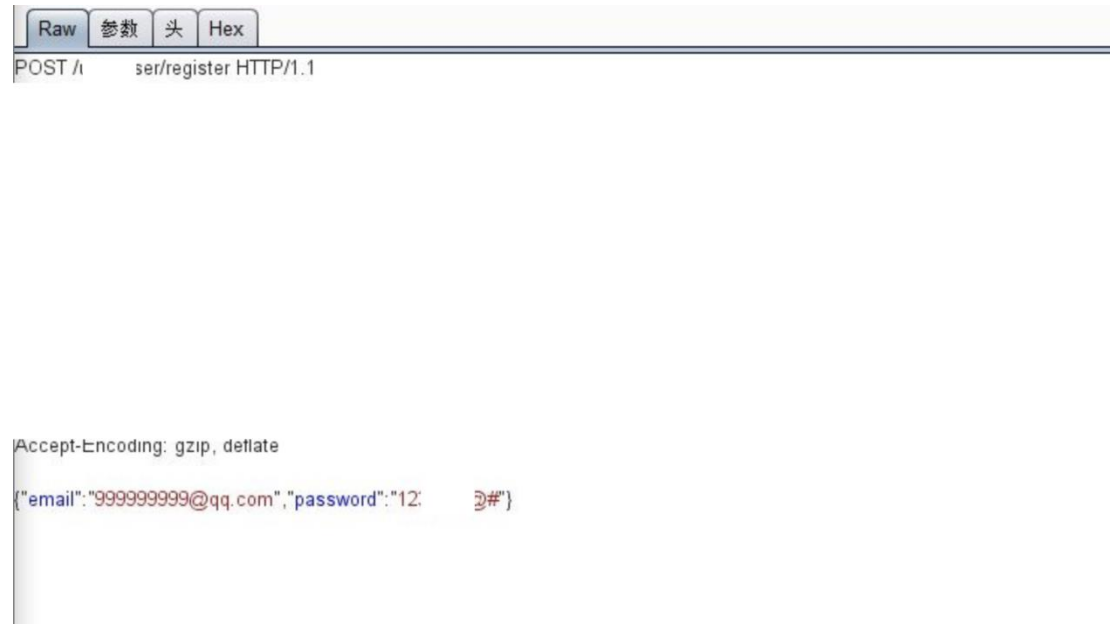 Raw 参数 头 Hex
POST /u ser/register HTTP/1.1
Accept-Encoding: gzip, deflate
{"email":"999999999@qq.com","password":"12 @#"}